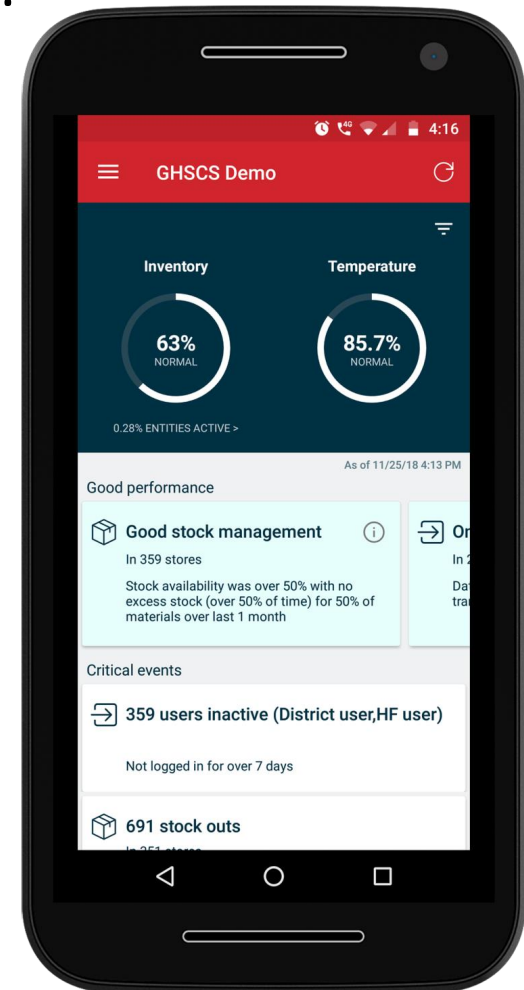 4G 4:16
GHSCS Demo
Inventory Temperature
63% 85.7%
NORMAL NORMAL
0.28% ENTITIES ACTIVE >
As of 11/25/18 4:13 PM
Good performance
Good stock management
In 359 stores
Stock availability was over 50% with no
excess stock (over 50% of time) for 50% of
materials over last 1 month
Critical events
359 users inactive (District user,HF user)
Not logged in for over 7 days
691 stock outs